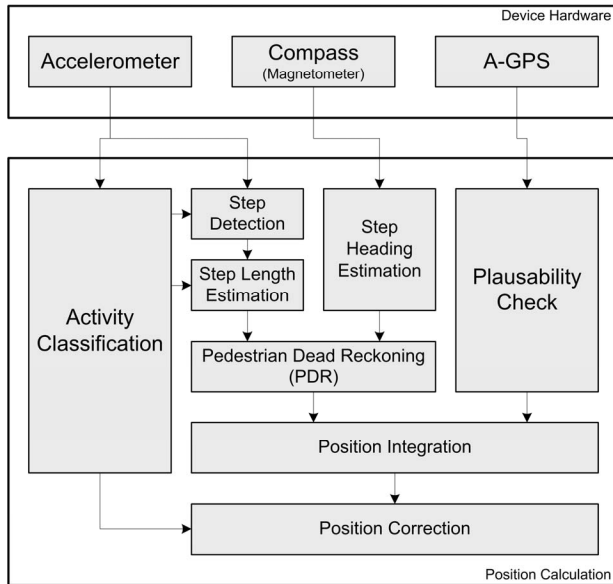 Device Hardware
Accelerometer
Compass
(Magnetometer)
A-GPS
Activity
Classification
Step
Detection
Step Length
Estimation
Step
Heading
Estimation
Plausability
Check
Pedestrian Dead Reckoning
(PDR)
Position Integration
Position Correction
Position Calculation